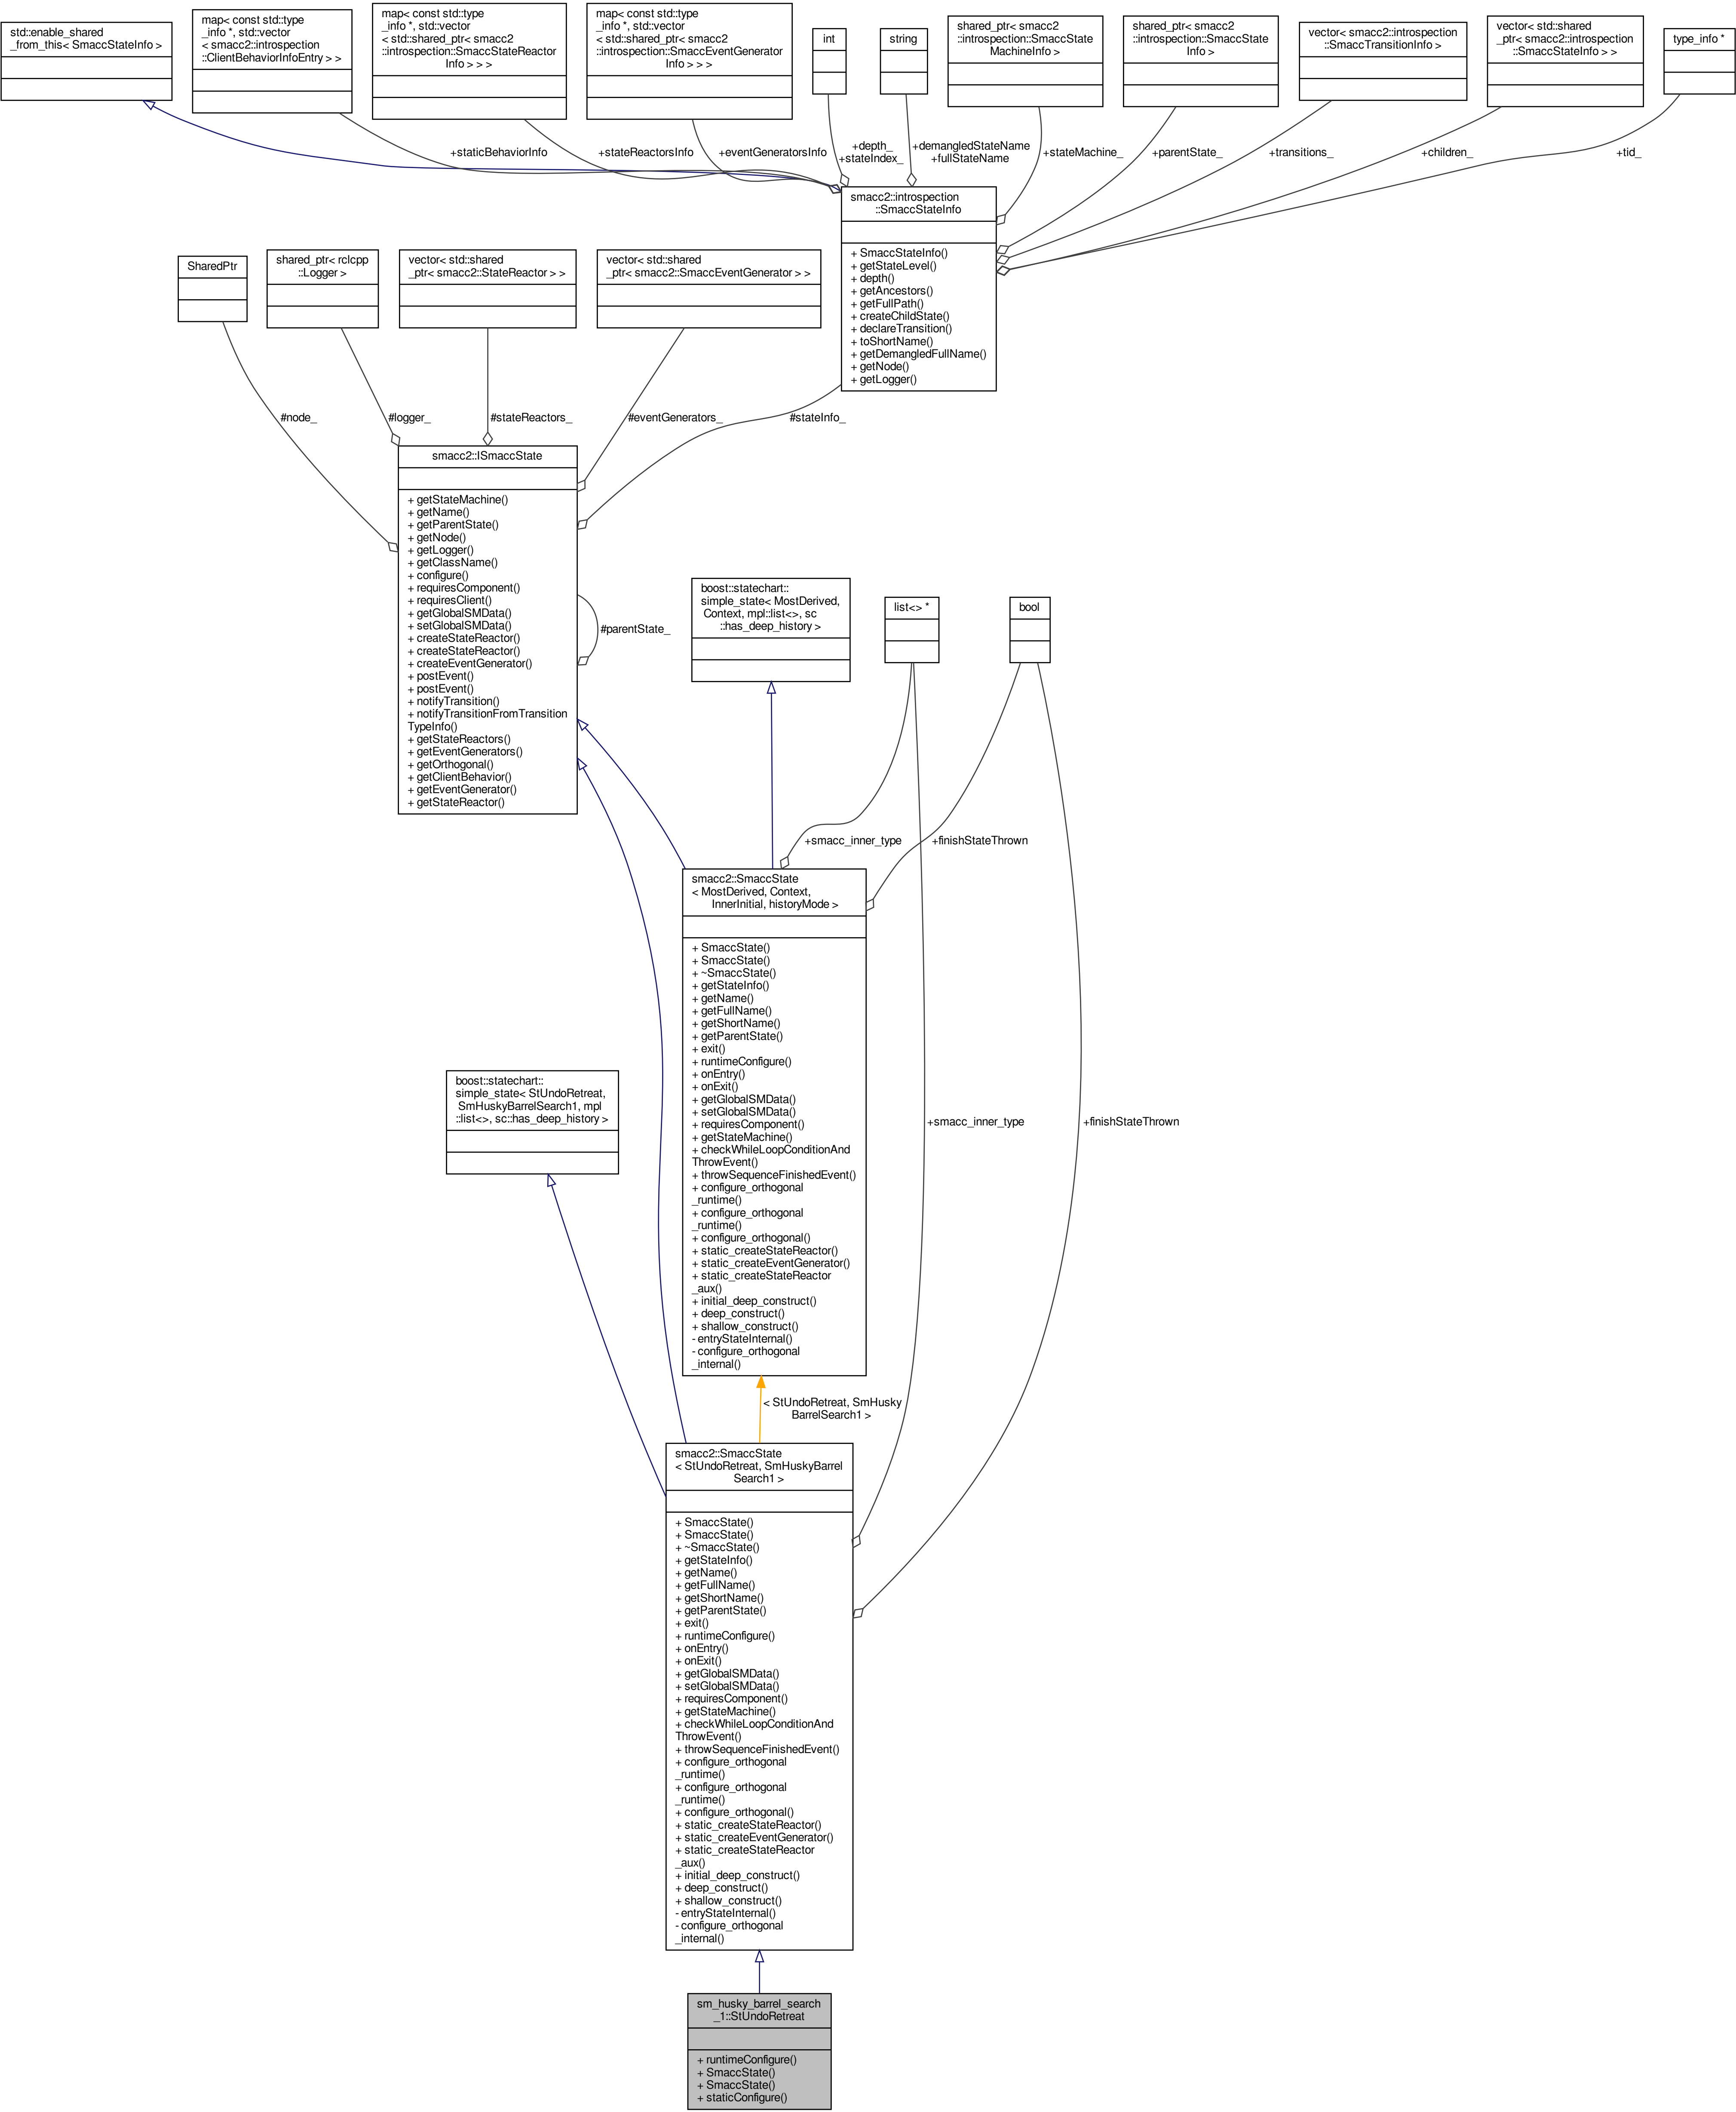 std::enable_shared
_from_this< SmaccStateInfo >
map< const std::type
_info *, std::vector
< smacc2::introspection
::ClientBehaviorInfoEntry > >
map< const std::type
_info *, std::vector
< std::shared_ptr< smacc2
::introspection::SmaccStateReactor
Info > > >
map< const std::type
_info *, std::vector
< std::shared_ptr< smacc2
::introspection::SmaccEventGenerator
Info > > >
int
string
shared_ptr< smacc2
::introspection::SmaccState
MachineInfo >
shared_ptr< smacc2
::introspection::SmaccState
Info >
vector< smacc2::introspection
::SmaccTransitionInfo >
vector< std::shared
_ptr< smacc2::introspection
::SmaccStateInfo > >
type_info *
+staticBehaviorInfo
+stateReactorsInfo
+eventGeneratorsInfo
+depth_
+stateIndex_
+demangledStateName
+fullStateName
+stateMachine_
+parentState_
+transitions_
+children_
+tid_
smacc2::introspection
::SmaccStateInfo
+ SmaccStateInfo()
+ getStateLevel()
+ depth()
+ getAncestors()
+ getFullPath()
+ createChildState()
+ declareTransition()
+ toShortName()
+ getDemangledFullName()
+ getNode()
+ getLogger()
SharedPtr
shared_ptr< rclcpp
::Logger >
vector< std::shared
_ptr< smacc2::StateReactor > >
vector< std::shared
_ptr< smacc2::SmaccEventGenerator > >
#node_
#logger_
#stateReactors_
#eventGenerators_
#stateInfo_
smacc2::ISmaccState
+ getStateMachine()
+ getName()
+ getParentState()
+ getNode()
+ getLogger()
+ getClassName()
+ configure()
+ requiresComponent()
+ requiresClient()
+ getGlobalSMData()
+ setGlobalSMData()
+ createStateReactor()
+ createStateReactor()
+ createEventGenerator()
+ postEvent()
+ postEvent()
+ notifyTransition()
+ notifyTransitionFromTransition
TypeInfo()
+ getStateReactors()
+ getEventGenerators()
+ getOrthogonal()
+ getClientBehavior()
+ getEventGenerator()
+ getStateReactor()
#parentState_
boost::statechart::
simple_state< MostDerived,
Context, mpl::list<>, sc
::has_deep_history >
list<> *
bool
+smacc_inner_type
+finishStateThrown
smacc2::SmaccState
< MostDerived, Context,
InnerInitial, historyMode >
+ SmaccState()
+ SmaccState()
+ ~SmaccState()
+ getStateInfo()
+ getName()
+ getFullName()
+ getShortName()
+ getParentState()
+ exit()
+ runtimeConfigure()
+ onEntry()
+ onExit()
+ getGlobalSMData()
+ setGlobalSMData()
+ requiresComponent()
+ getStateMachine()
+ checkWhileLoopConditionAnd
ThrowEvent()
+ throwSequenceFinishedEvent()
+ configure_orthogonal
_runtime()
+ configure_orthogonal
_runtime()
+ configure_orthogonal()
+ static_createStateReactor()
+ static_createEventGenerator()
+ static_createStateReactor
_aux()
+ initial_deep_construct()
+ deep_construct()
+ shallow_construct()
- entryStateInternal()
- configure_orthogonal
_internal()
boost::statechart::
simple_state< StUndoRetreat,
SmHuskyBarrelSearch1, mpl
::list<>, sc::has_deep_history >
+smacc_inner_type
+finishStateThrown
< StUndoRetreat, SmHusky
BarrelSearch1 >
smacc2::SmaccState
< StUndoRetreat, SmHuskyBarrel
Search1 >
+ SmaccState()
+ SmaccState()
+ ~SmaccState()
+ getStateInfo()
+ getName()
+ getFullName()
+ getShortName()
+ getParentState()
+ exit()
+ runtimeConfigure()
+ onEntry()
+ onExit()
+ getGlobalSMData()
+ setGlobalSMData()
+ requiresComponent()
+ getStateMachine()
+ checkWhileLoopConditionAnd
ThrowEvent()
+ throwSequenceFinishedEvent()
+ configure_orthogonal
_runtime()
+ configure_orthogonal
_runtime()
+ configure_orthogonal()
+ static_createStateReactor()
+ static_createEventGenerator()
+ static_createStateReactor
_aux()
+ initial_deep_construct()
+ deep_construct()
+ shallow_construct()
- entryStateInternal()
- configure_orthogonal
_internal()
sm_husky_barrel_search
_1::StUndoRetreat
+ runtimeConfigure()
+ SmaccState()
+ SmaccState()
+ staticConfigure()